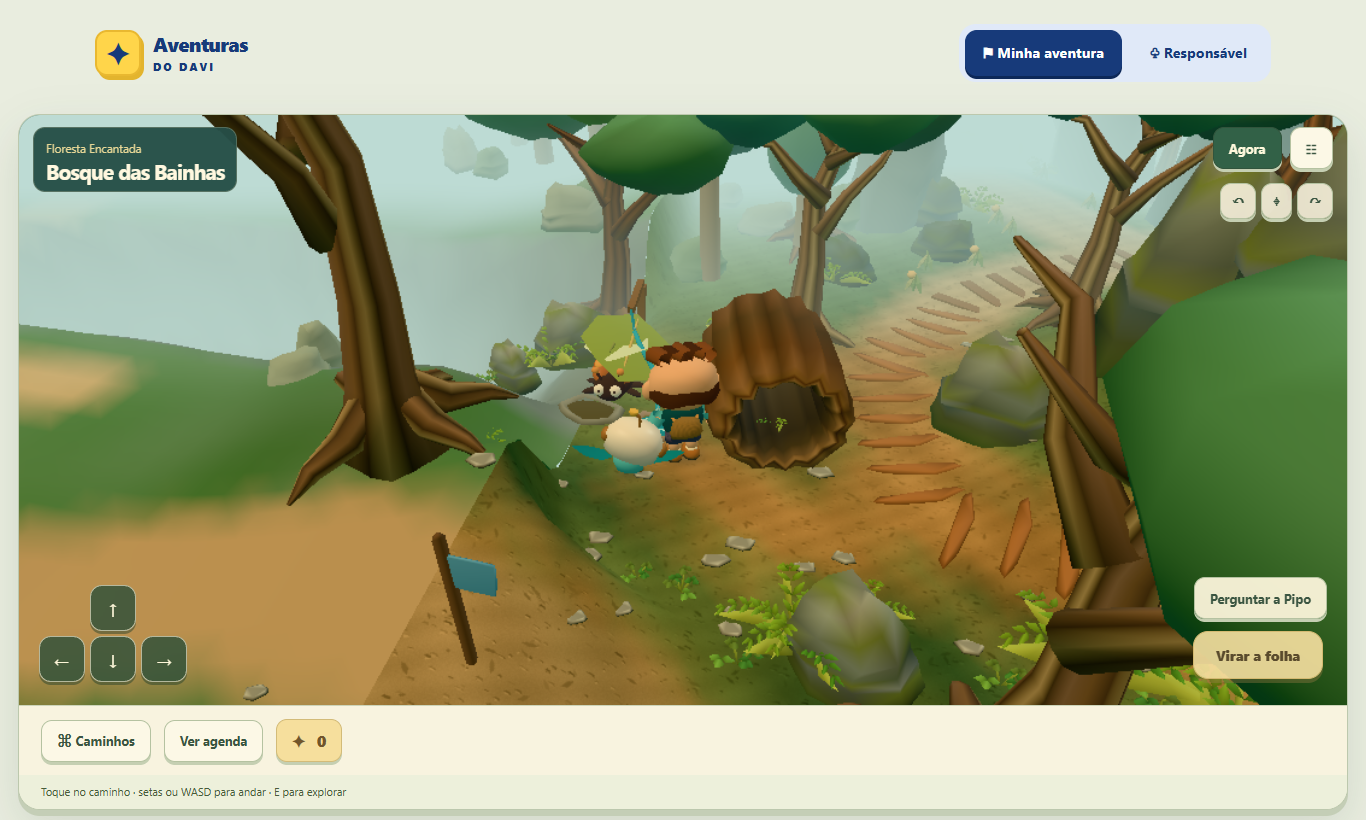 Aventuras
DO DAVI
Minha aventura
Responsável
Floresta Encantada
Bosque das Bainhas
Agora
Perguntar a Pipo
Virar a folha
Caminhos
Ver agenda
0
Toque no caminho · setas ou WASD para andar · E para explorar